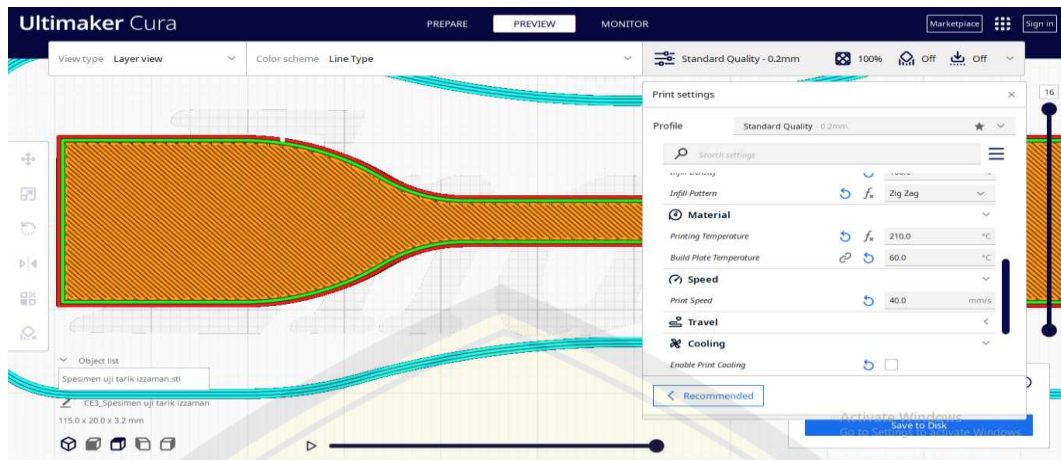 Ultimaker Cura
PREPARE PREVIEW MONITOR
Marketplace Sign in
View type Layer view Color scheme Line Type
Standard Quality - 0.2mm 100% Off Off
Print settings
16
Profile Standard Quality - 0.2mm
Search settings
Infill Density 100.0 %
Infill Pattern Zig Zag
Material
Printing Temperature 210.0 °C
Build Plate Temperature 60.0 °C
Speed
Print Speed 40.0 mm/s
Travel
Cooling
Enable Print Cooling
Object list
Spesimen uji tarik izzaman.stl
CE3_Spesimen uji tarik izzaman
115.0 x 20.0 x 3.2 mm
Recommended
Activate Windows
Save to Disk
Go to Settings to activate Windows.